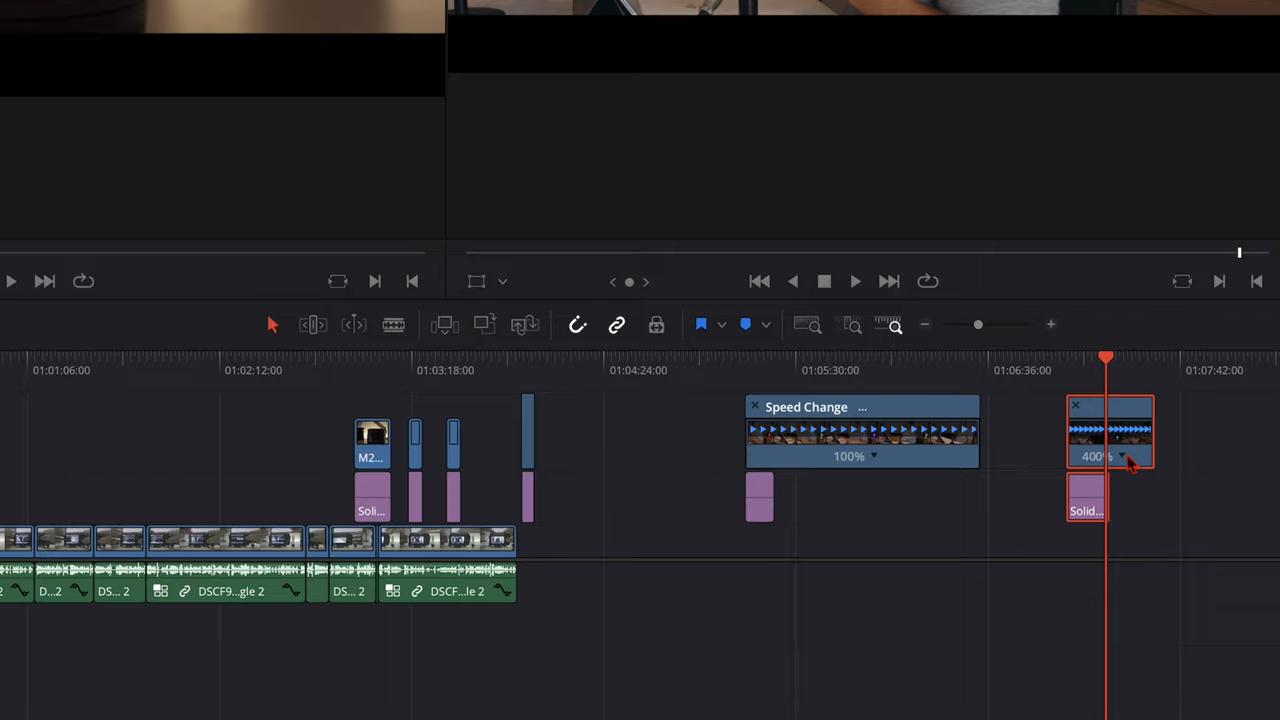 01:01:06:00 01:02:12:00 01:03:18:00 01:04:24:00 01:05:30:00 01:06:36:00 01:07:42:00
Speed Change ...
M2...
100%
400%
Soli...
Solid...
2 D...2 DS... 2 DSCF9...gle 2 DS... 2 DSCF...le 2